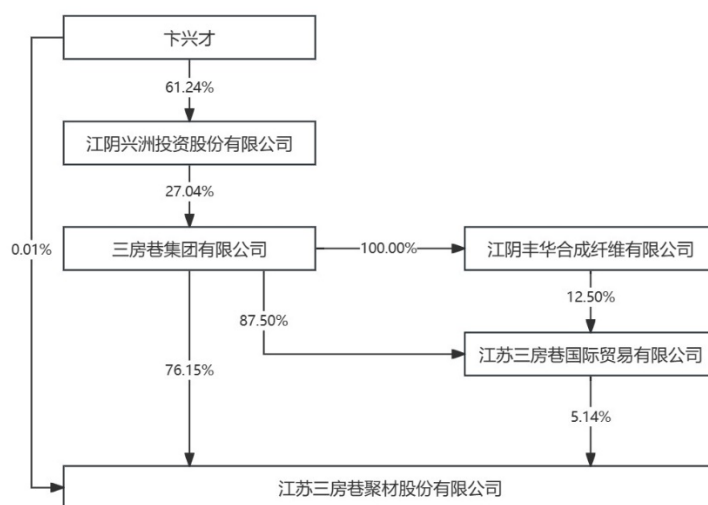 卞兴才
61.24%
江阴兴洲投资股份有限公司
27.04%
0.01%
三房巷集团有限公司
100.00%
江阴丰华合成纤维有限公司
12.50%
87.50%
江苏三房巷国际贸易有限公司
76.15%
5.14%
江苏三房巷聚材股份有限公司